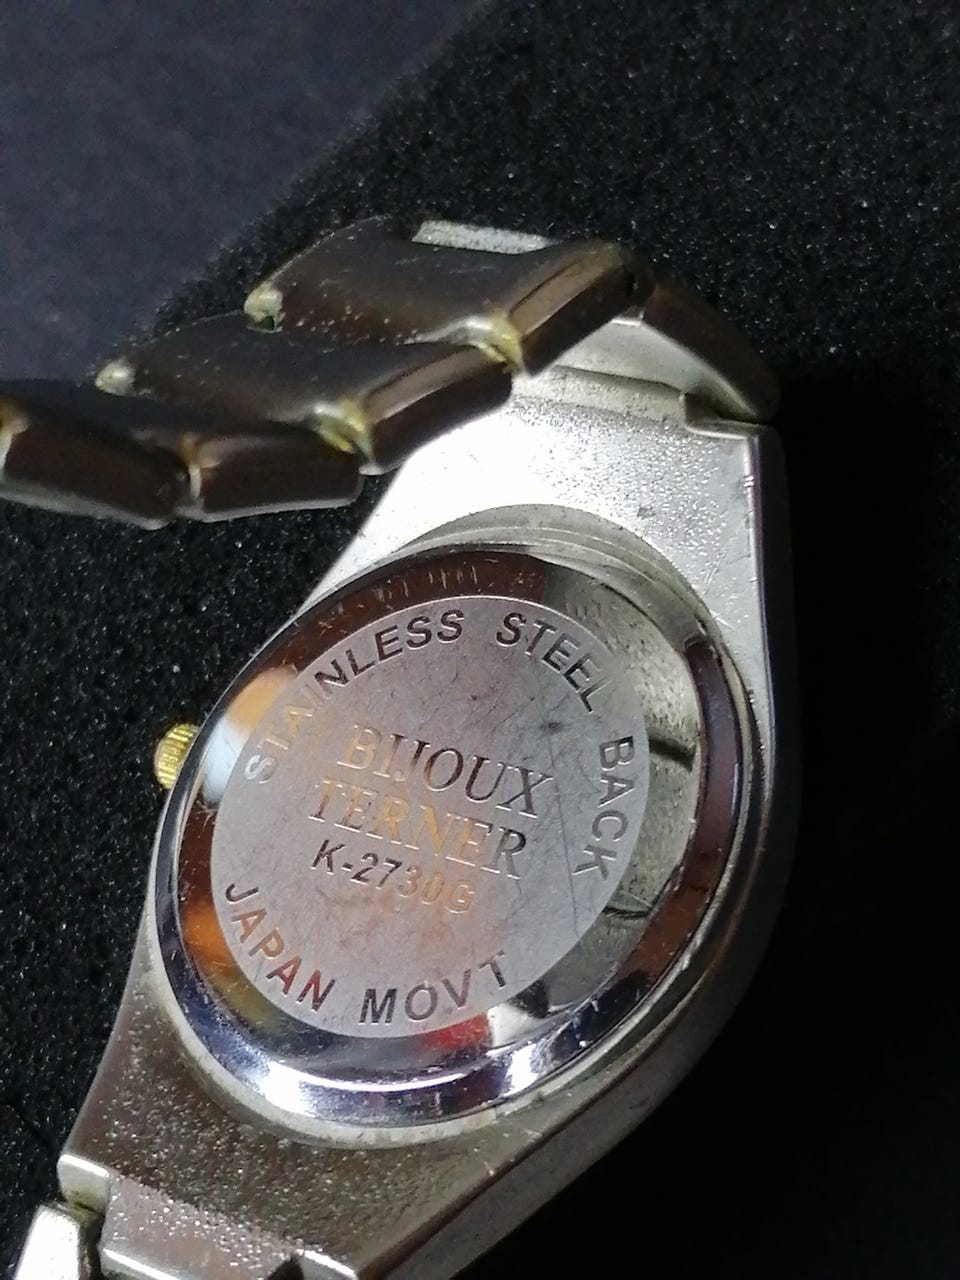 STAINLESS STEEL BACK
BIJOUX
TERNER
K-2730G
JAPAN MOVT